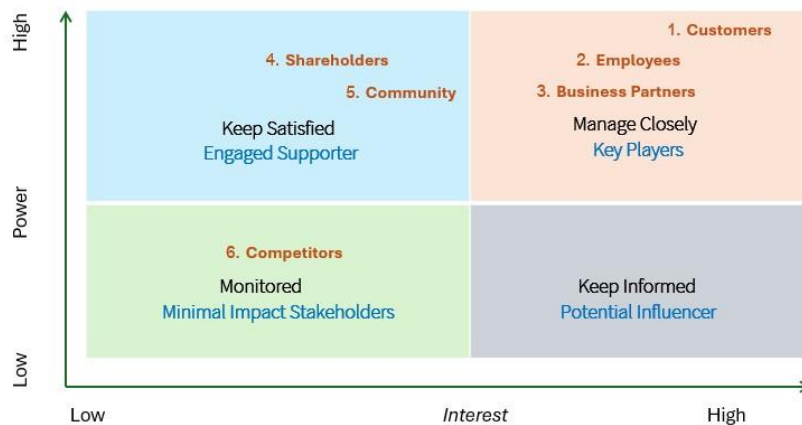 High
Power
Low
4. Shareholders
5. Community
Keep Satisfied
Engaged Supporter
1. Customers
2. Employees
3. Business Partners
Manage Closely
Key Players
6. Competitors
Monitored
Minimal Impact Stakeholders
Keep Informed
Potential Influencer
Low
Interest
High